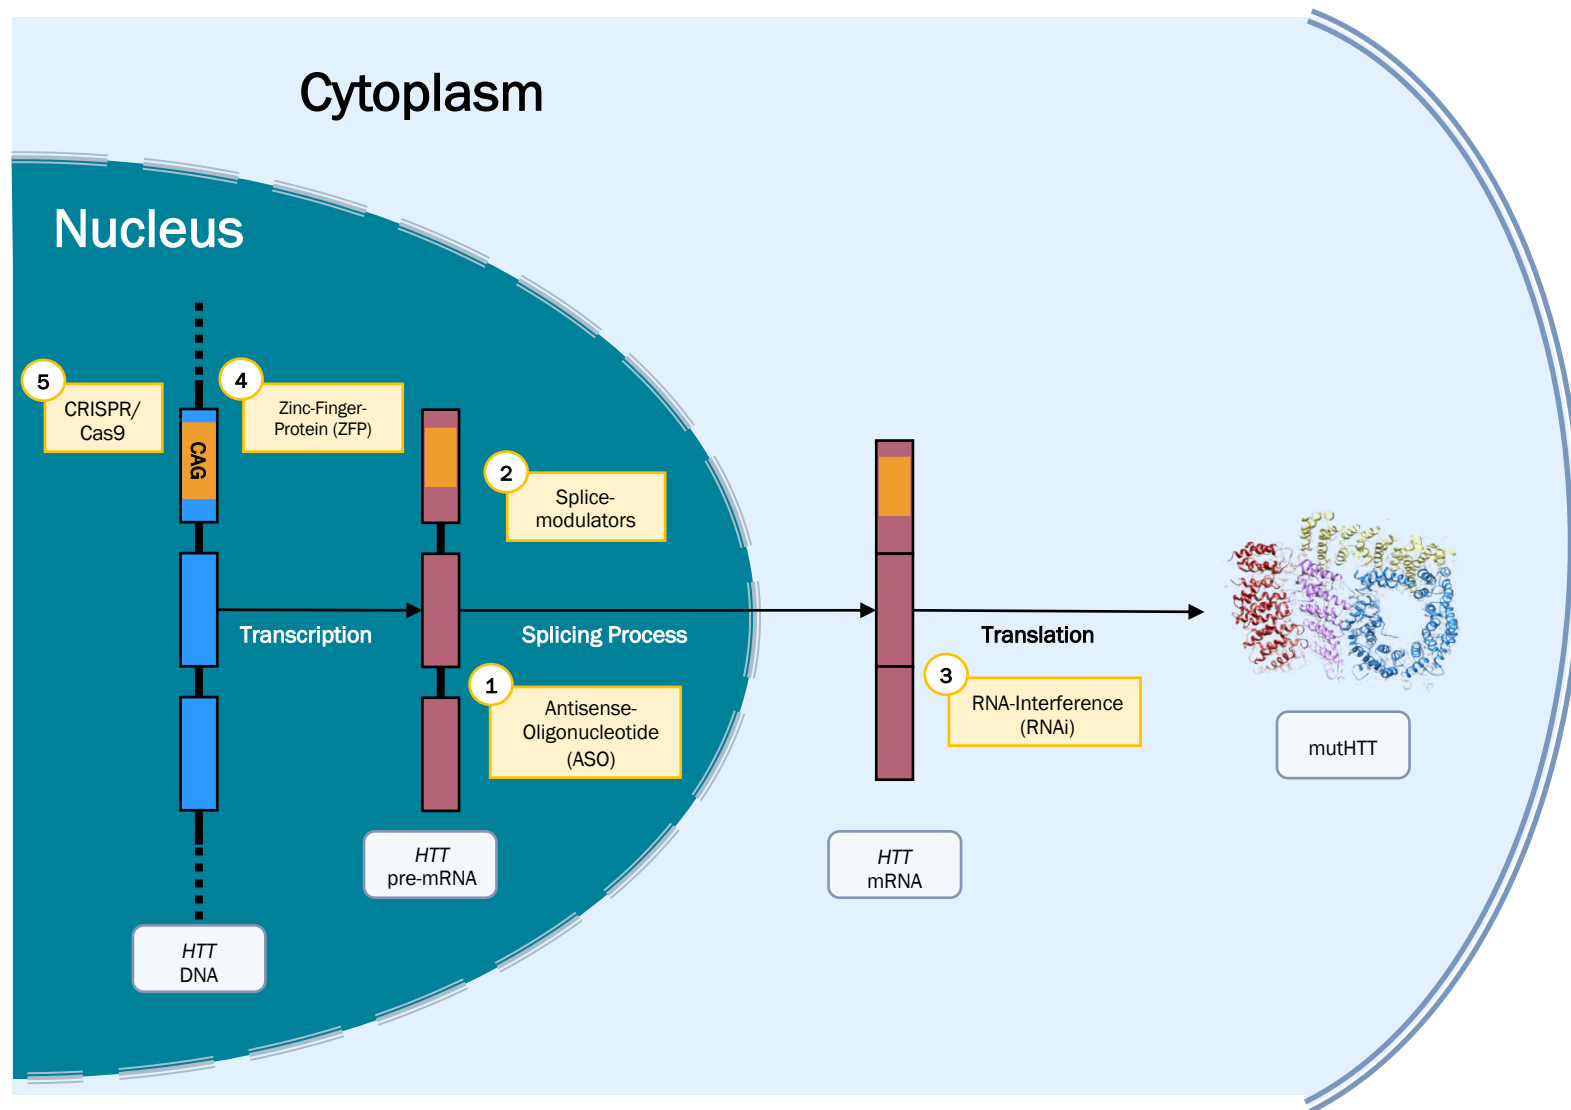 Cytoplasm
Nucleus
5
CRISPR/
Cas9
CAG
4
Zinc-Finger-
Protein (ZFP)
2
Splice-
modulators
Transcription
Splicing Process
Translation
1
Antisense-
Oligonucleotide
(ASO)
3
RNA-Interference
(RNAi)
mutHTT
HTT
pre-mRNA
HTT
mRNA
HTT
DNA